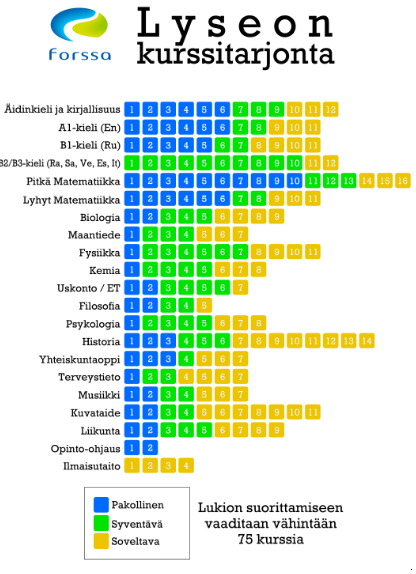 forssa
Lyseon
kurssitarjonta
Äidinkieli ja kirjallisuus 1 2 3 4 5 6 7 8 9 10 11 12
A1-kieli (En) 1 2 3 4 5 6 7 8 9 10 11
B1-kieli (Ru) 1 2 3 4 5 6 7 8 9 10 11
B2/B3-kieli (Ra, Sa, Ve, Es, It) 1 2 3 4 5 6 7 8 9 10 11 12
Pitkä Matematiikka 1 2 3 4 5 6 7 8 9 10 11 12 13 14 15 16
Lyhyt Matematiikka 1 2 3 4 5 6 7 8 9 10 11
Biologia 1 2 3 4 5 6 7 8 9
Maantiede 1 2 3 4 5 6 7
Fysiikka 1 2 3 4 5 6 7 8 9 10 11
Kemia 1 2 3 4 5 6 7 8
Uskonto / ET 1 2 3 4 5 6 7
Filosofia 1 2 3 4 5
Psykologia 1 2 3 4 5 6 7 8
Historia 1 2 3 4 5 6 7 8 9 10 11 12 13 14
Yhteiskuntaoppi 1 2 3 4 5 6 7
Terveystieto 1 2 3 4 5 6 7
Musiikki 1 2 3 4 5 6 7
Kuvataide 1 2 3 4 5 6 7 8 9 10 11
Liikunta 1 2 3 4 5 6 7 8 9
Opinto-ohjaus 1 2
Ilmaisutaito 1 2 3 4
Pakollinen
Syventävä
Soveltava
Lukion suorittamiseen
vaaditaan vähintään
75 kurssia